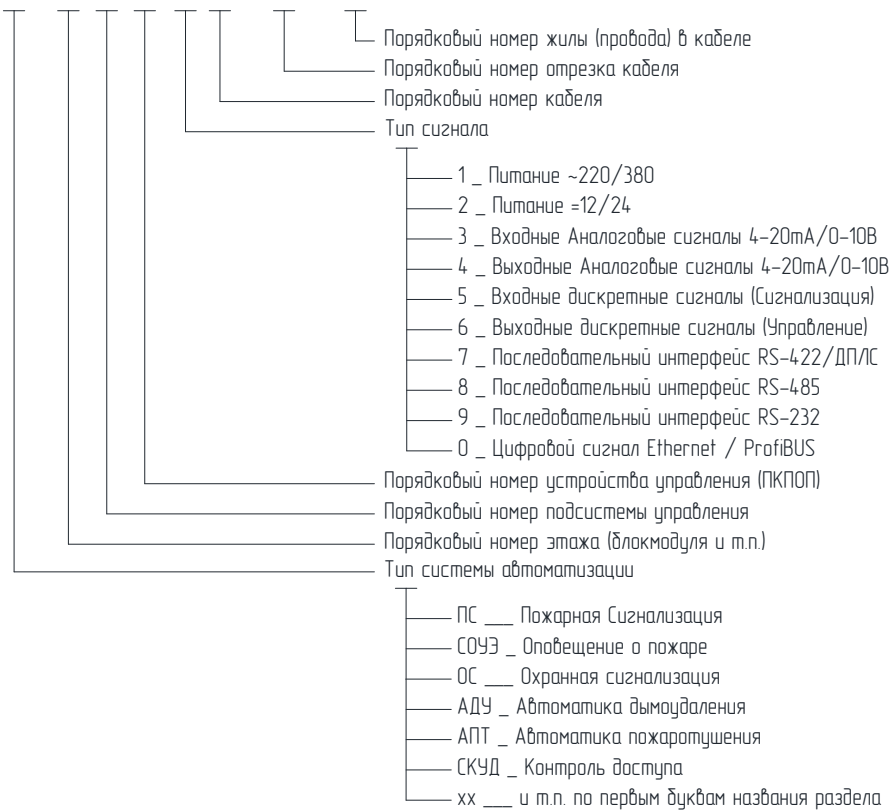 Порядковый номер жилы (провода) в кабеле
Порядковый номер отрезка кабеля
Порядковый номер кабеля
Тип сигнала
1 _ Питание ~220/380
2 _ Питание =12/24
3 _ Входные Аналоговые сигналы 4-20mA/0-10В
4 _ Выходные Аналоговые сигналы 4-20mA/0-10В
5 _ Входные дискретные сигналы (Сигнализация)
6 _ Выходные дискретные сигналы (Управление)
7 _ Последовательный интерфейс RS-422/ДПЛС
8 _ Последовательный интерфейс RS-485
9 _ Последовательный интерфейс RS-232
0 _ Цифровой сигнал Ethernet / ProfiBUS
Порядковый номер устройства управления (ПКПОП)
Порядковый номер подсистемы управления
Порядковый номер этажа (блокмодуля и т.п.)
Тип системы автоматизации
ПС ___ Пожарная Сигнализация
СОУЭ _ Оповещение о пожаре
ОС ___ Охранная сигнализация
АДУ _ Автоматика дымоудаления
АПТ _ Автоматика пожаротушения
СКУД _ Контроль доступа
хх ___ и т.п. по первым буквам названия раздела